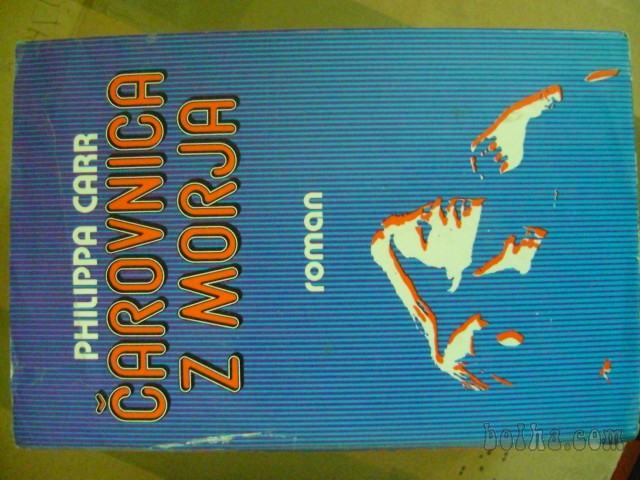 PHILIPPA CARR
ČAROVNICA
Z MORJA
roman
bolha.com